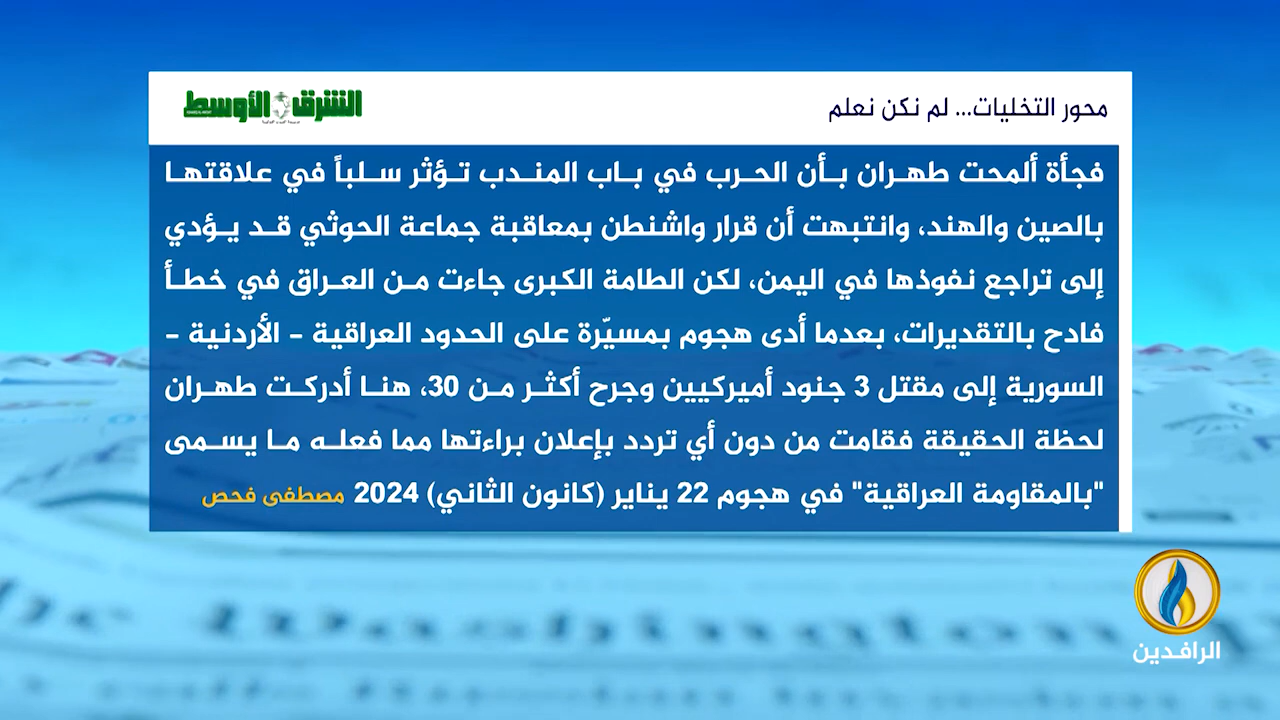 محور التخليات... لم نكن نعلم
الشرق الأوسط
فجأة ألمحت طهران بأن الحرب في باب المندب تؤثر سلباً في علاقتها
بالصين والهند، وانتبهت أن قرار واشنطن بمعاقبة جماعة الحوثي قد يؤدي
إلى تراجع نفوذها في اليمن، لكن الطامة الكبرى جاءت من العراق في خطأ
فادح بالتقديرات، بعدما أدى هجوم بمسيّرة على الحدود العراقية - الأردنية -
السورية إلى مقتل 3 جنود أميركيين وجرح أكثر من 30، هنا أدركت طهران
لحظة الحقيقة فقامت من دون أي تردد بإعلان براءتها مما فعله ما يسمى
"بالمقاومة العراقية" في هجوم 22 يناير (كانون الثاني) 2024 مصطفى فحص
الرافدين